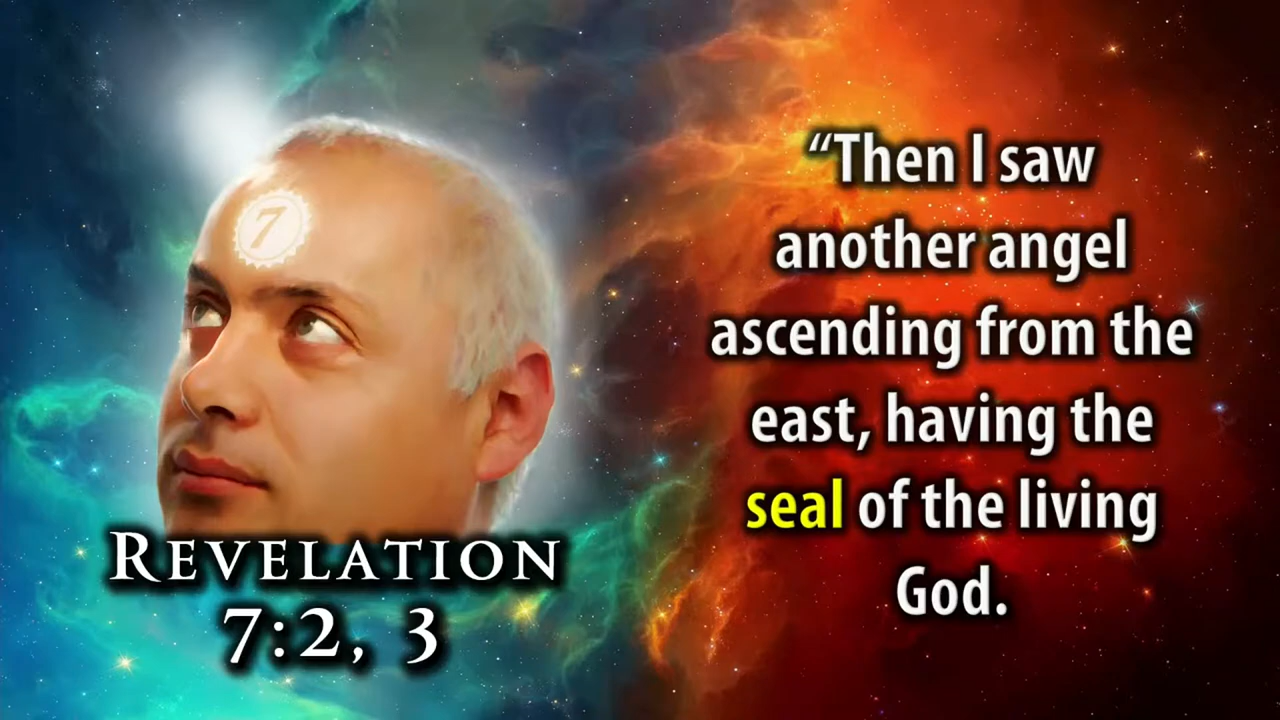 7
REVELATION
7:2, 3
“Then I saw
another angel
ascending from the
east, having the
seal of the living
God.